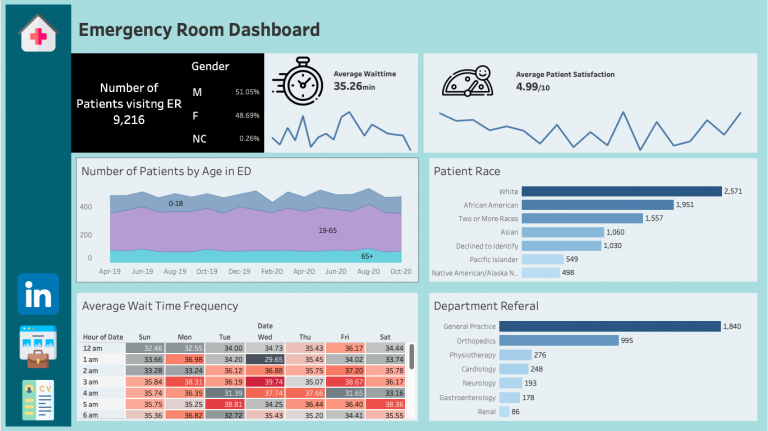 Emergency Room Dashboard
Number of
Patients visitng ER
9,216
Gender
M 51.05%
F 48.69%
NC 0.26%
Average Waittime
35.26min
Average Patient Satisfaction
4.99/10
Number of Patients by Age in ED
400
200
0
0-18
19-65
65+
Apr-19 Jun-19 Aug-19 Oct-19 Dec-19 Feb-20 Apr-20 Jun-20 Aug-20 Oct-20
Patient Race
White 2,571
African American 1,951
Two or More Races 1,557
Asian 1,060
Declined to Identify 1,030
Pacific Islander 549
Native American/Alaska N.. 498
Average Wait Time Frequency
Date
Hour of Date Sun Mon Tue Wed Thu Fri Sat
12 am 32.46 32.55 34.00 34.73 35.43 36.17 34.44
1 am 33.66 36.98 34.20 29.65 35.45 34.02 33.74
2 am 33.28 33.24 36.12 36.88 35.75 37.20 35.78
3 am 35.84 38.31 36.19 39.74 35.07 38.67 36.17
4 am 35.74 36.35 31.39 37.74 37.66 31.65 33.16
5 am 35.75 35.25 38.81 34.25 36.44 36.40 38.36
6 am 35.36 36.82 32.72 35.43 35.20 34.41 35.55
Department Referal
General Practice 1,840
Orthopedics 995
Physiotherapy 276
Cardiology 248
Neurology 193
Gastroenterology 178
Renal 86
in
CV